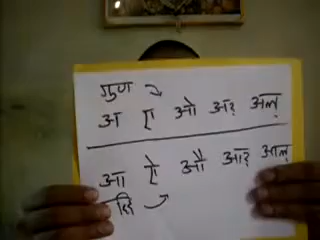 गुण
अ ए ओ अर् अल्
आ ऐ औ आर् आल्